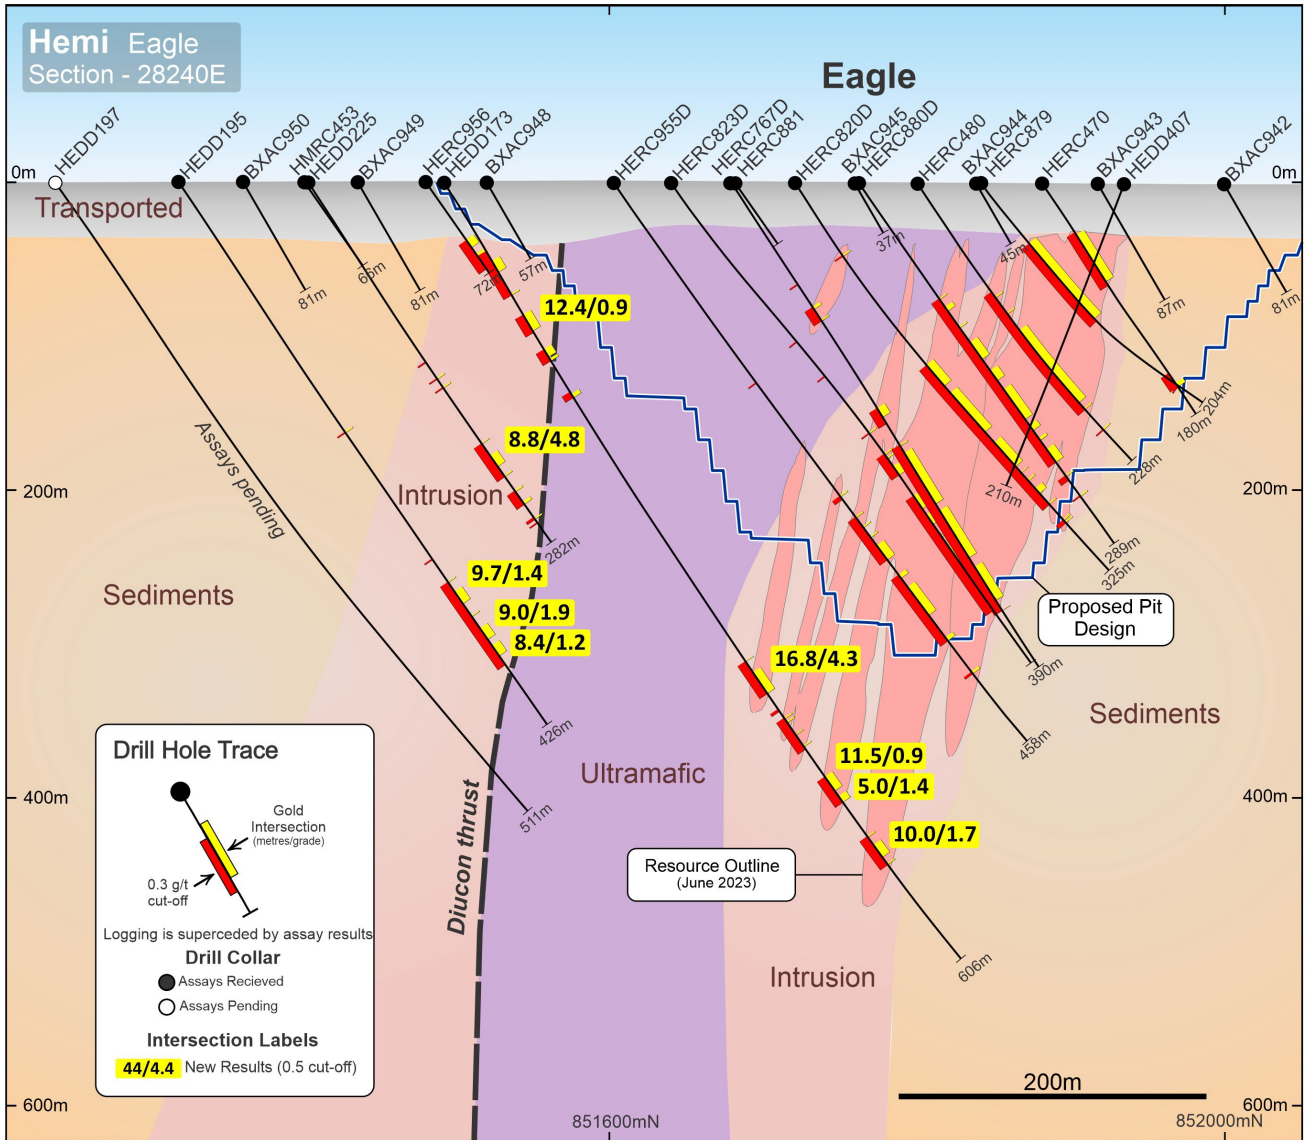 Hemi Eagle
Section - 28240E
Eagle
HEDD197
HEDD195
BXAC950
HMRC453
HEDD225
BXAC949
HERC956
HEDD173
BXAC948
HERC955D
HERC823D
HERC767D
HERC881
HERC820D
BXAC945
HERC880D
HERC480
BXAC944
HERC879
HERC470
BXAC943
HEDD407
BXAC942
0m
0m
Transported
37m
45m
57m
65m
72m
81m
81m
87m
81m
12.4/0.9
Assays pending
8.8/4.8
180m
204m
228m
200m
200m
Intrusion
210m
282m
289m
325m
9.7/1.4
9.0/1.9
8.4/1.2
Sediments
Proposed Pit
Design
16.8/4.3
390m
Sediments
426m
458m
Ultramafic
11.5/0.9
5.0/1.4
400m
400m
511m
10.0/1.7
Diucon thrust
Resource Outline
(June 2023)
606m
Intrusion
Drill Hole Trace
Gold
Intersection
(metres/grade)
0.3 g/t
cut-off
Logging is superceded by assay results
Drill Collar
Assays Recieved
Assays Pending
Intersection Labels
44/4.4 New Results (0.5 cut-off)
200m
600m
851600mN
852000mN
600m